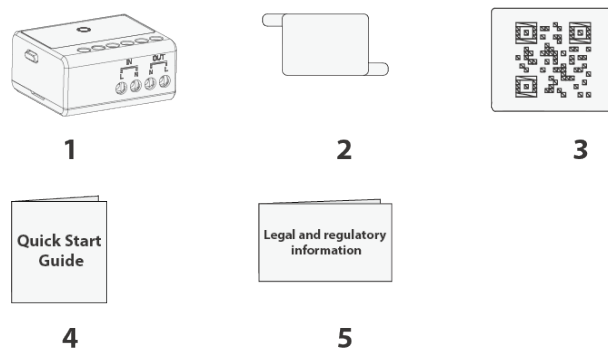 IN
OUT
L
N
N
L
1
2
3
Quick Start
Guide
Legal and regulatory
information
4
5